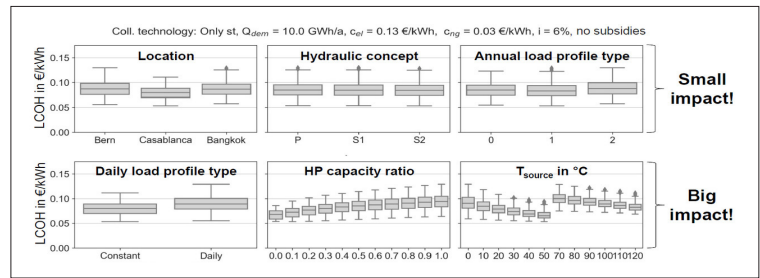 Coll. technology: Only st, Qdem = 10.0 GWh/a, cel = 0.13 €/kWh, cng = 0.03 €/kWh, i = 6%, no subsidies
LCOH in €/kWh
0.15
0.10
0.05
0.00
Location
Bern Casablanca Bangkok
Hydraulic concept
P S1 S2
Annual load profile type
0 1 2
Small
impact!
LCOH in €/kWh
0.15
0.10
0.05
0.00
Daily load profile type
Constant Daily
HP capacity ratio
0.0 0.1 0.2 0.3 0.4 0.5 0.6 0.7 0.8 0.9 1.0
Tsource in °C
0 10 20 30 40 50 70 80 90 100 110 120
Big
impact!